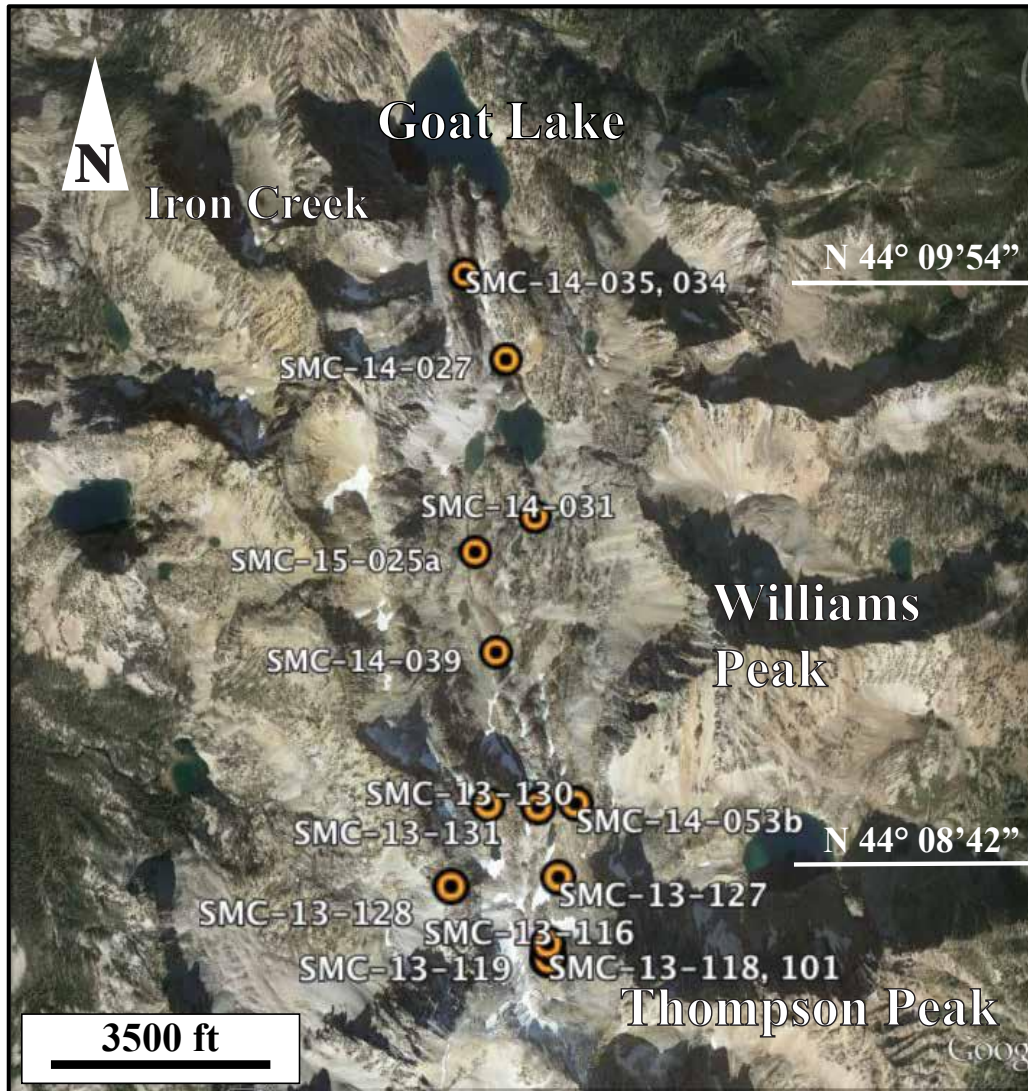 Goat Lake
N
Iron Creek
N 44° 09’54”
SMC-14-035, 034
SMC-14-027
SMC-14-031
SMC-15-025a
Williams
Peak
SMC-14-039
SMC-13-130
SMC-14-053b
SMC-13-131
N 44° 08’42”
SMC-13-127
SMC-13-128
SMC-13-116
SMC-13-119
SMC-13-118, 101
Thompson Peak
3500 ft
Goog